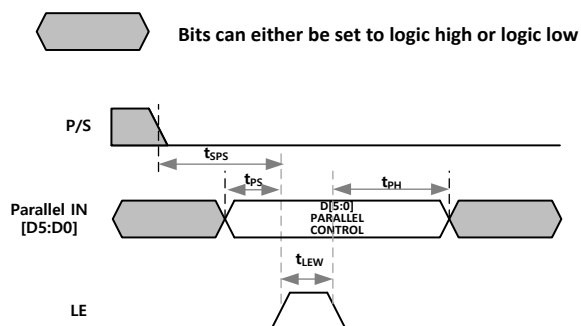 Bits can either be set to logic high or logic low
P/S
tSPS
tPS
tPH
Parallel IN
[D5:D0]
D[5:0]
PARALLEL
CONTROL
tLEW
LE